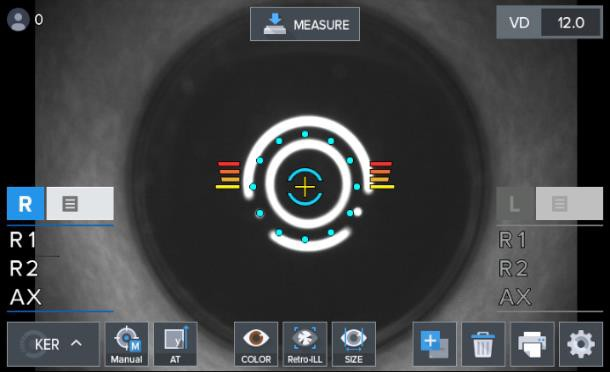 0
MEASURE
VD 12.0
R
L
R1
R2
AX
R1
R2
AX
KER
M
Manual
y
AT
COLOR
Retro-ILL
SIZE